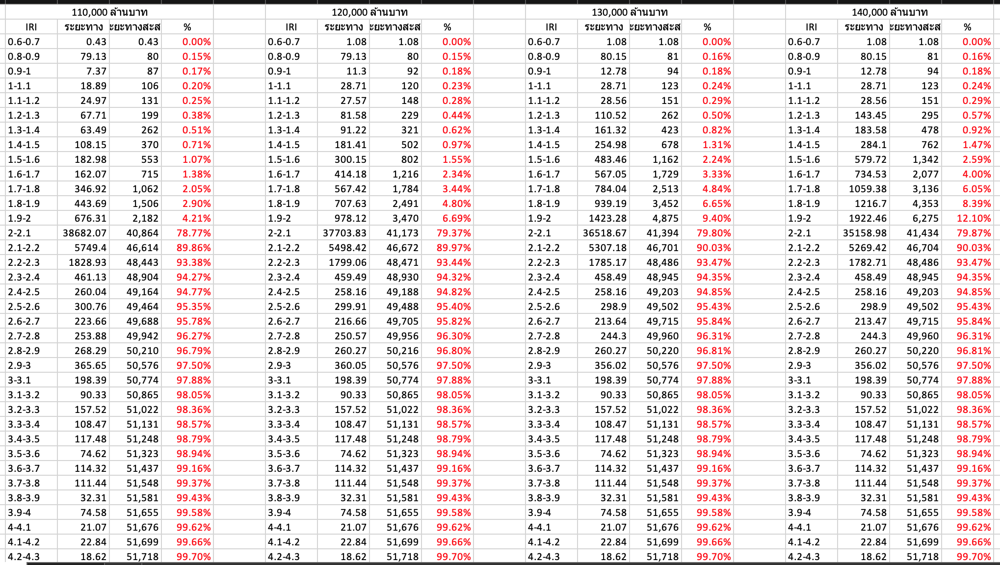 110,000 ล้านบาท 120,000 ล้านบาท 130,000 ล้านบาท 140,000 ล้านบาท
IRI ระยะทาง ะยะทางสะส % IRI ระยะทาง ะยะทางสะส % IRI ระยะทาง ะยะทางสะส % IRI ระยะทาง ะยะทางสะส %
0.6-0.7 0.43 0.43 0.00% 0.6-0.7 1.08 1.08 0.00% 0.6-0.7 1.08 1.08 0.00% 0.6-0.7 1.08 1.08 0.00%
0.8-0.9 79.13 80 0.15% 0.8-0.9 79.13 80 0.15% 0.8-0.9 80.15 81 0.16% 0.8-0.9 80.15 81 0.16%
0.9-1 7.37 87 0.17% 0.9-1 11.3 92 0.18% 0.9-1 12.78 94 0.18% 0.9-1 12.78 94 0.18%
1-1.1 18.89 106 0.20% 1-1.1 28.71 120 0.23% 1-1.1 28.71 123 0.24% 1-1.1 28.71 123 0.24%
1.1-1.2 24.97 131 0.25% 1.1-1.2 27.57 148 0.28% 1.1-1.2 28.56 151 0.29% 1.1-1.2 28.56 151 0.29%
1.2-1.3 67.71 199 0.38% 1.2-1.3 81.58 229 0.44% 1.2-1.3 110.52 262 0.50% 1.2-1.3 143.45 295 0.57%
1.3-1.4 63.49 262 0.51% 1.3-1.4 91.22 321 0.62% 1.3-1.4 161.32 423 0.82% 1.3-1.4 183.58 478 0.92%
1.4-1.5 108.15 370 0.71% 1.4-1.5 181.41 502 0.97% 1.4-1.5 254.98 678 1.31% 1.4-1.5 284.1 762 1.47%
1.5-1.6 182.98 553 1.07% 1.5-1.6 300.15 802 1.55% 1.5-1.6 483.46 1,162 2.24% 1.5-1.6 579.72 1,342 2.59%
1.6-1.7 162.07 715 1.38% 1.6-1.7 414.18 1,216 2.34% 1.6-1.7 567.05 1,729 3.33% 1.6-1.7 734.53 2,077 4.00%
1.7-1.8 346.92 1,062 2.05% 1.7-1.8 567.42 1,784 3.44% 1.7-1.8 784.04 2,513 4.84% 1.7-1.8 1059.38 3,136 6.05%
1.8-1.9 443.69 1,506 2.90% 1.8-1.9 707.63 2,491 4.80% 1.8-1.9 939.19 3,452 6.65% 1.8-1.9 1216.7 4,353 8.39%
1.9-2 676.31 2,182 4.21% 1.9-2 978.12 3,470 6.69% 1.9-2 1423.28 4,875 9.40% 1.9-2 1922.46 6,275 12.10%
2-2.1 38682.07 40,864 78.77% 2-2.1 37703.83 41,173 79.37% 2-2.1 36518.67 41,394 79.80% 2-2.1 35158.98 41,434 79.87%
2.1-2.2 5749.4 46,614 89.86% 2.1-2.2 5498.42 46,672 89.97% 2.1-2.2 5307.18 46,701 90.03% 2.1-2.2 5269.42 46,704 90.03%
2.2-2.3 1828.93 48,443 93.38% 2.2-2.3 1799.06 48,471 93.44% 2.2-2.3 1785.17 48,486 93.47% 2.2-2.3 1782.71 48,486 93.47%
2.3-2.4 461.13 48,904 94.27% 2.3-2.4 459.49 48,930 94.32% 2.3-2.4 458.49 48,945 94.35% 2.3-2.4 458.49 48,945 94.35%
2.4-2.5 260.04 49,164 94.77% 2.4-2.5 258.16 49,188 94.82% 2.4-2.5 258.16 49,203 94.85% 2.4-2.5 258.16 49,203 94.85%
2.5-2.6 300.76 49,464 95.35% 2.5-2.6 299.91 49,488 95.40% 2.5-2.6 298.9 49,502 95.43% 2.5-2.6 298.9 49,502 95.43%
2.6-2.7 223.66 49,688 95.78% 2.6-2.7 216.66 49,705 95.82% 2.6-2.7 213.64 49,715 95.84% 2.6-2.7 213.47 49,715 95.84%
2.7-2.8 253.88 49,942 96.27% 2.7-2.8 250.57 49,956 96.30% 2.7-2.8 244.3 49,960 96.31% 2.7-2.8 244.3 49,960 96.31%
2.8-2.9 268.29 50,210 96.79% 2.8-2.9 260.27 50,216 96.80% 2.8-2.9 260.27 50,220 96.81% 2.8-2.9 260.27 50,220 96.81%
2.9-3 365.65 50,576 97.50% 2.9-3 360.05 50,576 97.50% 2.9-3 356.02 50,576 97.50% 2.9-3 356.02 50,576 97.50%
3-3.1 198.39 50,774 97.88% 3-3.1 198.39 50,774 97.88% 3-3.1 198.39 50,774 97.88% 3-3.1 198.39 50,774 97.88%
3.1-3.2 90.33 50,865 98.05% 3.1-3.2 90.33 50,865 98.05% 3.1-3.2 90.33 50,865 98.05% 3.1-3.2 90.33 50,865 98.05%
3.2-3.3 157.52 51,022 98.36% 3.2-3.3 157.52 51,022 98.36% 3.2-3.3 157.52 51,022 98.36% 3.2-3.3 157.52 51,022 98.36%
3.3-3.4 108.47 51,131 98.57% 3.3-3.4 108.47 51,131 98.57% 3.3-3.4 108.47 51,131 98.57% 3.3-3.4 108.47 51,131 98.57%
3.4-3.5 117.48 51,248 98.79% 3.4-3.5 117.48 51,248 98.79% 3.4-3.5 117.48 51,248 98.79% 3.4-3.5 117.48 51,248 98.79%
3.5-3.6 74.62 51,323 98.94% 3.5-3.6 74.62 51,323 98.94% 3.5-3.6 74.62 51,323 98.94% 3.5-3.6 74.62 51,323 98.94%
3.6-3.7 114.32 51,437 99.16% 3.6-3.7 114.32 51,437 99.16% 3.6-3.7 114.32 51,437 99.16% 3.6-3.7 114.32 51,437 99.16%
3.7-3.8 111.44 51,548 99.37% 3.7-3.8 111.44 51,548 99.37% 3.7-3.8 111.44 51,548 99.37% 3.7-3.8 111.44 51,548 99.37%
3.8-3.9 32.31 51,581 99.43% 3.8-3.9 32.31 51,581 99.43% 3.8-3.9 32.31 51,581 99.43% 3.8-3.9 32.31 51,581 99.43%
3.9-4 74.58 51,655 99.58% 3.9-4 74.58 51,655 99.58% 3.9-4 74.58 51,655 99.58% 3.9-4 74.58 51,655 99.58%
4-4.1 21.07 51,676 99.62% 4-4.1 21.07 51,676 99.62% 4-4.1 21.07 51,676 99.62% 4-4.1 21.07 51,676 99.62%
4.1-4.2 22.84 51,699 99.66% 4.1-4.2 22.84 51,699 99.66% 4.1-4.2 22.84 51,699 99.66% 4.1-4.2 22.84 51,699 99.66%
4.2-4.3 18.62 51,718 99.70% 4.2-4.3 18.62 51,718 99.70% 4.2-4.3 18.62 51,718 99.70% 4.2-4.3 18.62 51,718 99.70%